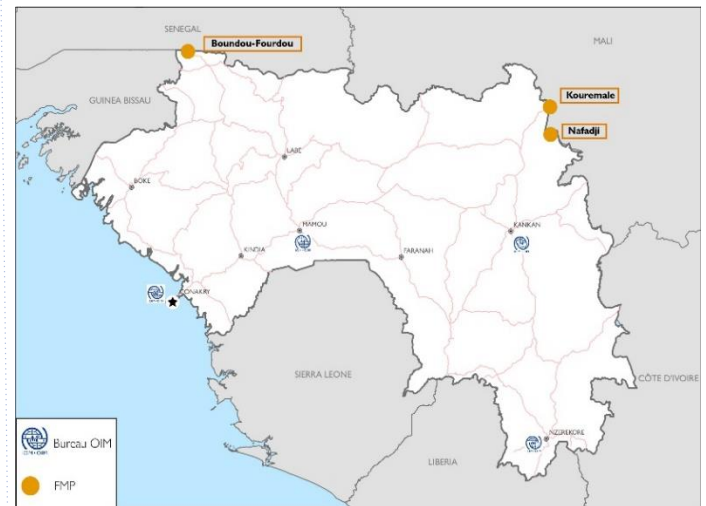 SENEGAL
Boundou-Fourdou
MALI
GUINEA BISSAU
Kouremale
Nafadji
LABE
BOKE
MAMOU
KANKAN
KINDIA
FARANAH
CONAKRY
SIERRA LEONE
CÔTE D'IVOIRE
NZEREKORE
LIBERIA
Bureau OIM
FMP